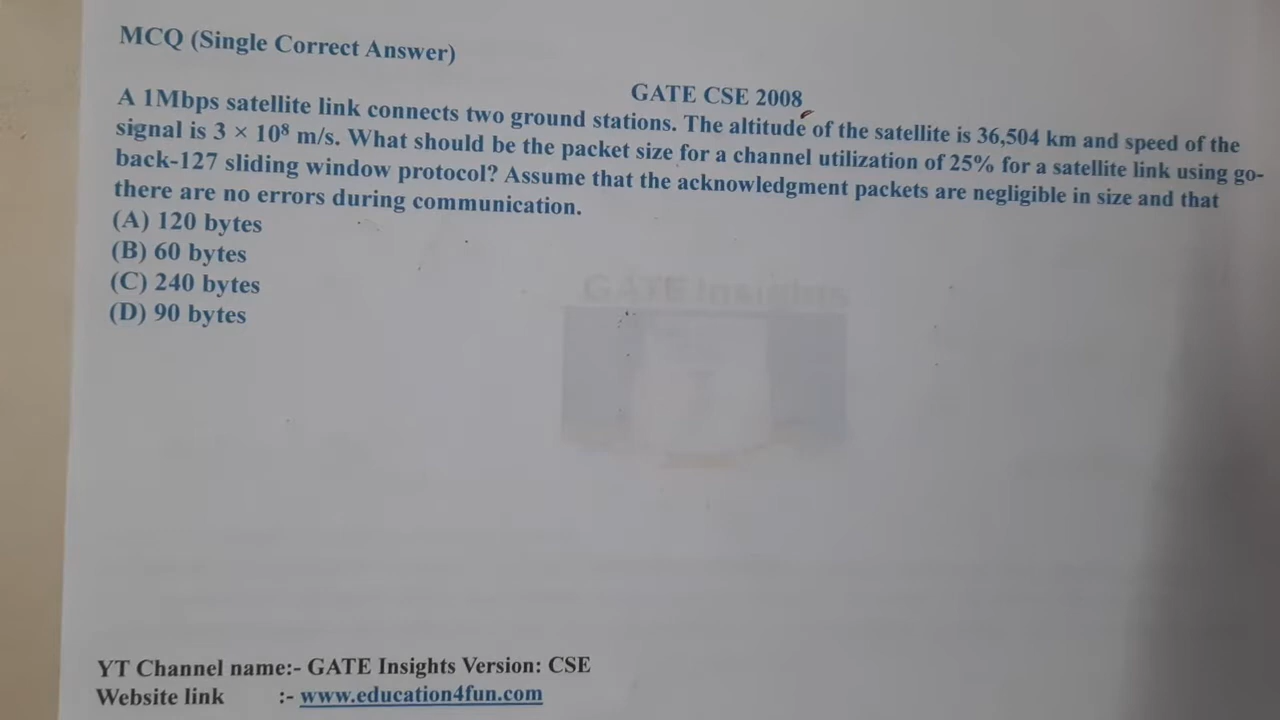 MCQ (Single Correct Answer)
GATE CSE 2008
A 1Mbps satellite link connects two ground stations. The altitude of the satellite is 36,504 km and speed of the
signal is 3 × 10⁸ m/s. What should be the packet size for a channel utilization of 25% for a satellite link using go-
back-127 sliding window protocol? Assume that the acknowledgment packets are negligible in size and that
there are no errors during communication.
(A) 120 bytes
(B) 60 bytes
(C) 240 bytes
(D) 90 bytes
GATE Insights
YT Channel name:- GATE Insights Version: CSE
Website link :- www.education4fun.com